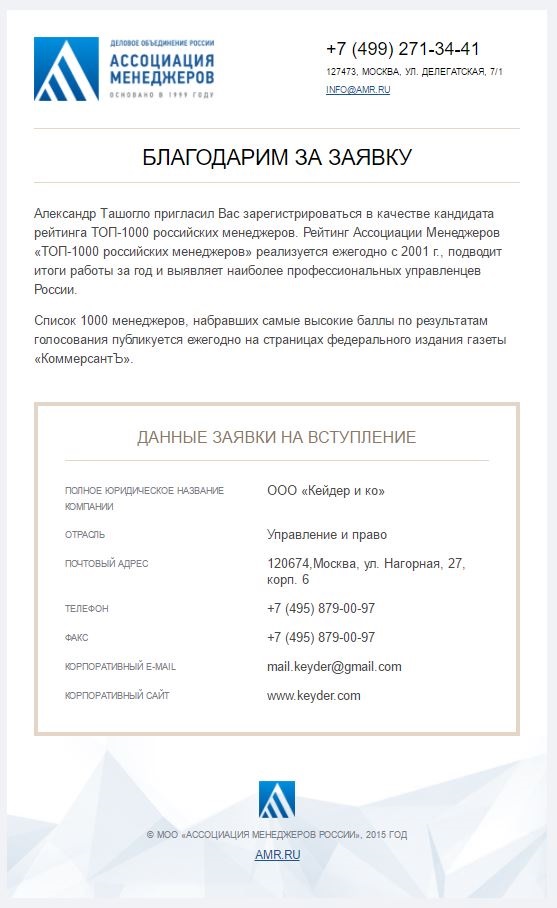 ДЕЛОВОЕ ОБЪЕДИНЕНИЕ РОССИИ
АССОЦИАЦИЯ
МЕНЕДЖЕРОВ
ОСНОВАНО В 1999 ГОДУ
+7 (499) 271-34-41
127473, МОСКВА, УЛ. ДЕЛЕГАТСКАЯ, 7/1
INFO@AMR.RU
БЛАГОДАРИМ ЗА ЗАЯВКУ
Александр Ташогло пригласил Вас зарегистрироваться в качестве кандидата
рейтинга ТОП-1000 российских менеджеров. Рейтинг Ассоциации Менеджеров
«ТОП-1000 российских менеджеров» реализуется ежегодно с 2001 г., подводит
итоги работы за год и выявляет наиболее профессиональных управленцев
России.
Список 1000 менеджеров, набравших самые высокие баллы по результатам
голосования публикуется ежегодно на страницах федерального издания газеты
«КоммерсантЪ».
ДАННЫЕ ЗАЯВКИ НА ВСТУПЛЕНИЕ
ПОЛНОЕ ЮРИДИЧЕСКОЕ НАЗВАНИЕ
КОМПАНИИ
ООО «Кейдер и ко»
ОТРАСЛЬ
Управление и право
ПОЧТОВЫЙ АДРЕС
120674,Москва, ул. Нагорная, 27,
корп. 6
ТЕЛЕФОН
+7 (495) 879-00-97
ФАКС
+7 (495) 879-00-97
КОРПОРАТИВНЫЙ E-MAIL
mail.keyder@gmail.com
КОРПОРАТИВНЫЙ САЙТ
www.keyder.com
© МОО «АССОЦИАЦИЯ МЕНЕДЖЕРОВ РОССИИ», 2015 ГОД
AMR.RU